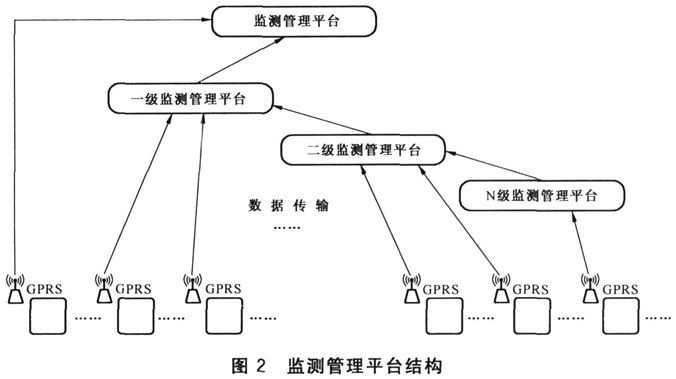 监测管理平台
一级监测管理平台
二级监测管理平台
N级监测管理平台
数据传输
……
GPRS
GPRS
GPRS
GPRS
GPRS
GPRS
……
……
……
……
……
……
图 2 监测管理平台结构